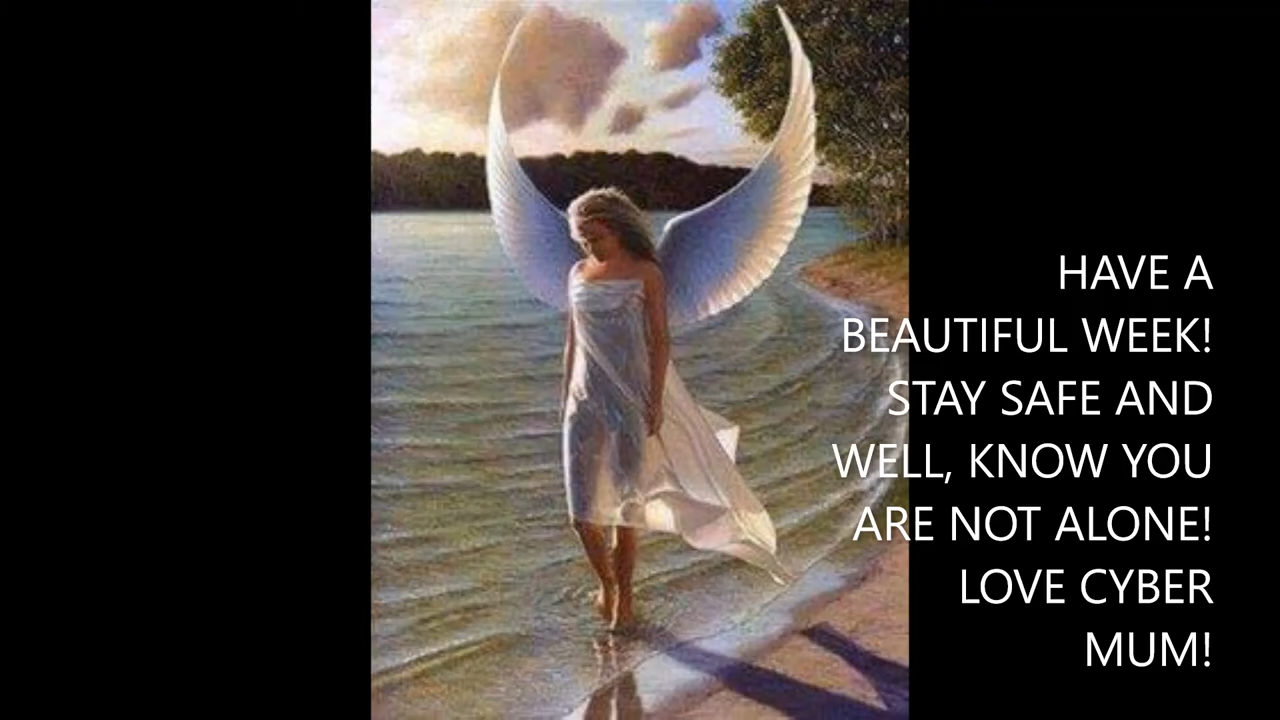 HAVE A
BEAUTIFUL WEEK!
STAY SAFE AND
WELL, KNOW YOU
ARE NOT ALONE!
LOVE CYBER
MUM!